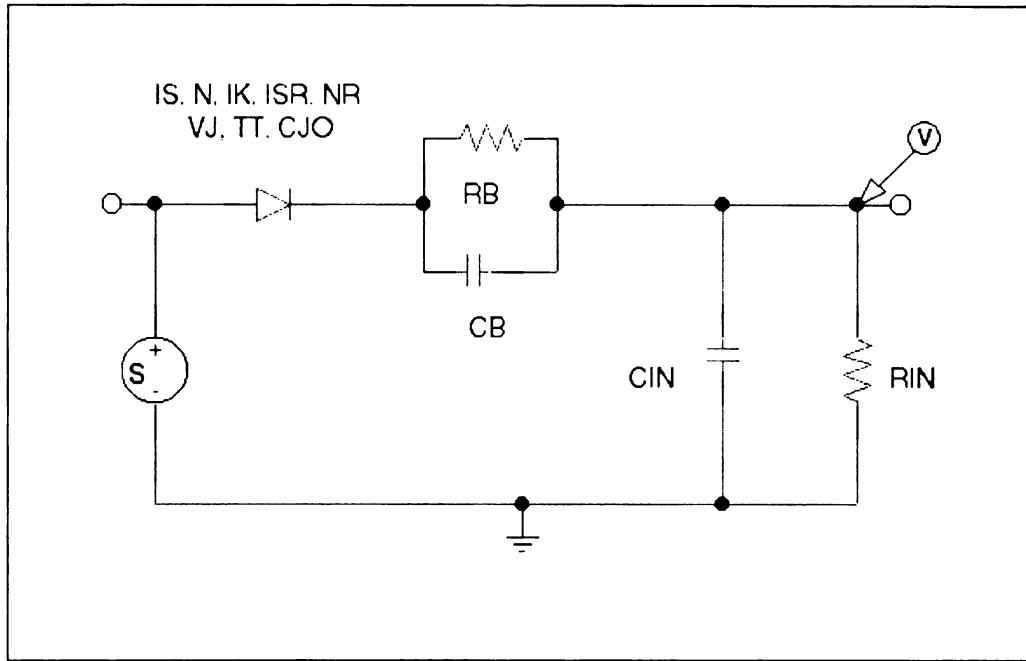 IS. N. IK. ISR. NR
VJ, TT. CJO
V
RB
CB
S
+
-
CIN
RIN